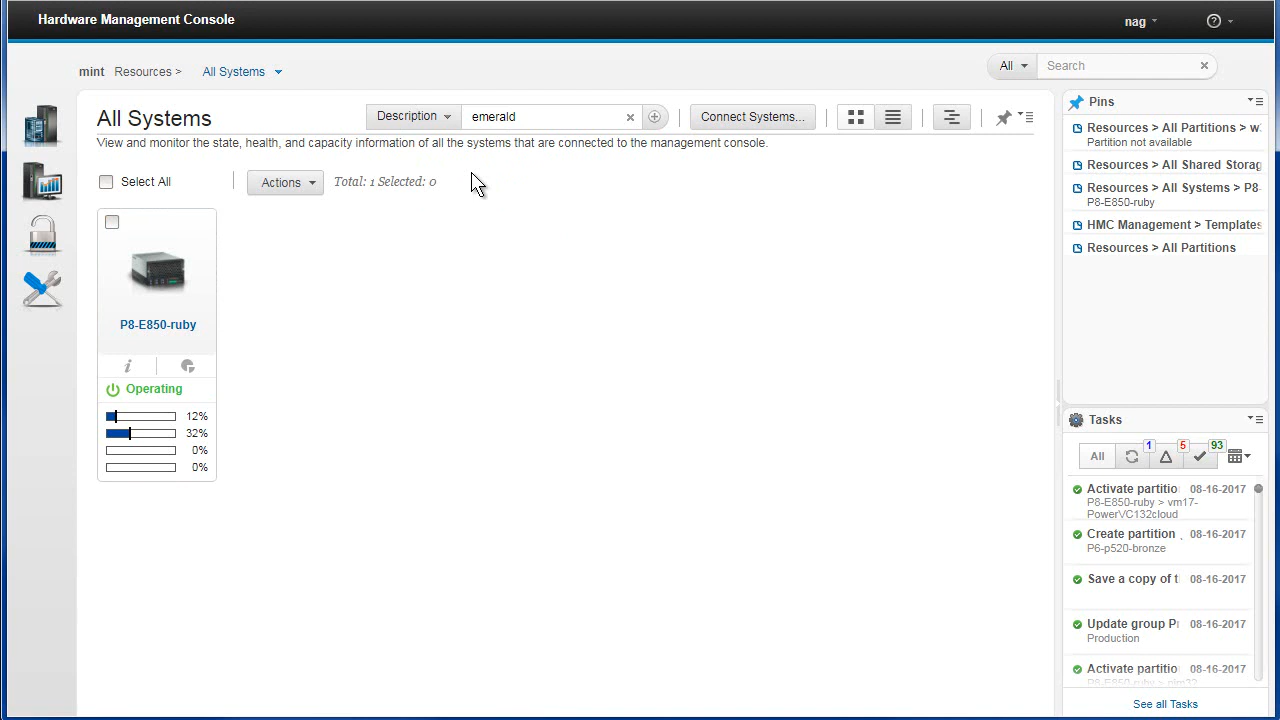 Hardware Management Console
nag
mint Resources > All Systems
All Search
All Systems
Description emerald
Connect Systems...
View and monitor the state, health, and capacity information of all the systems that are connected to the management console.
Select All
Actions
Total: 1 Selected: 0
P8-E850-ruby
Operating
12%
32%
0%
0%
Pins
Resources > All Partitions > w
Partition not available
Resources > All Shared Storag
Resources > All Systems > P8-
P8-E850-ruby
HMC Management > Templates
Resources > All Partitions
Tasks
All 1 5 93
Activate partitio 08-16-2017
P8-E850-ruby > vm17-
PowerVC132cloud
Create partition 08-16-2017
P6-p520-bronze
Save a copy of t 08-16-2017
Update group P 08-16-2017
Production
Activate partitio 08-16-2017
P8-E850-ruby > nim32
See all Tasks